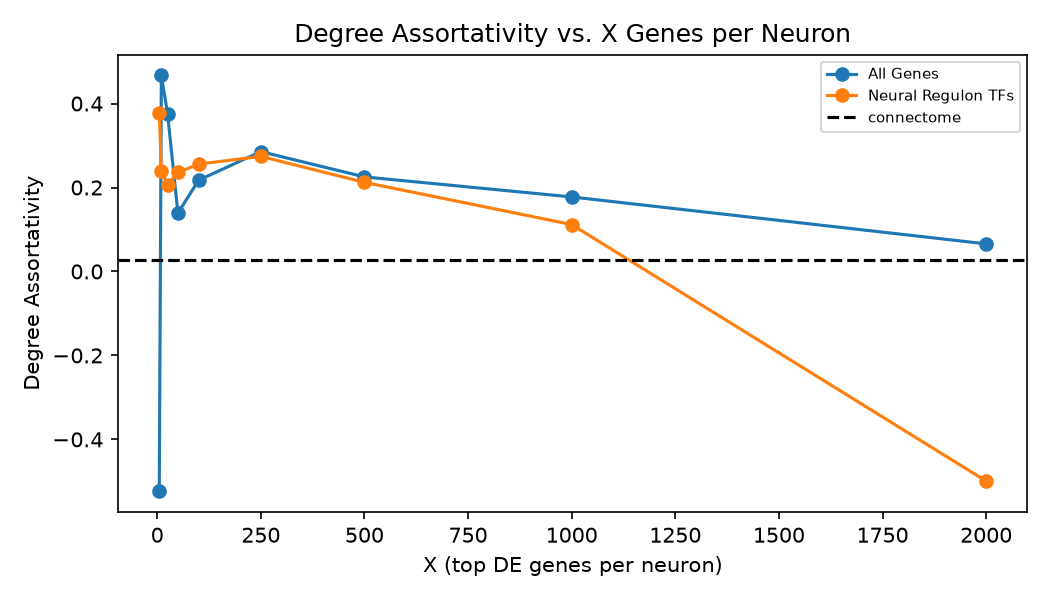 Degree Assortativity vs. X Genes per Neuron
All Genes
Neural Regulon TFs
connectome
Degree Assortativity
0.4
0.2
0.0
−0.2
−0.4
0
250
500
750
1000
1250
1500
1750
2000
X (top DE genes per neuron)